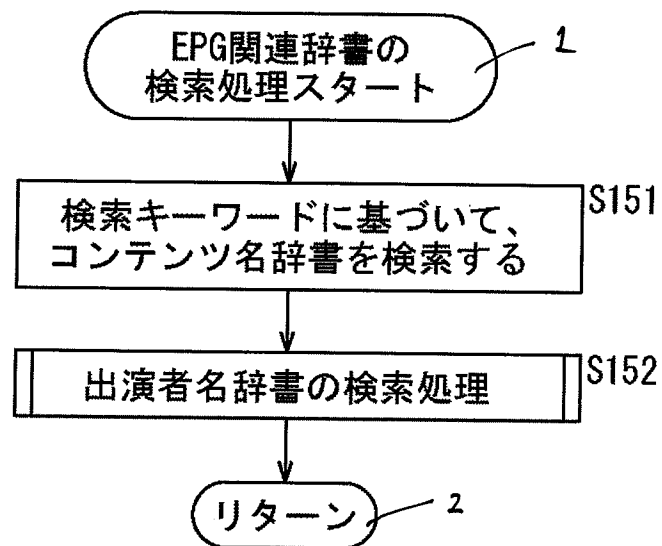 EPG関連辞書の
検索処理スタート
1
検索キーワードに基づいて、
コンテンツ名辞書を検索する
S151
出演者名辞書の検索処理
S152
リターン
2